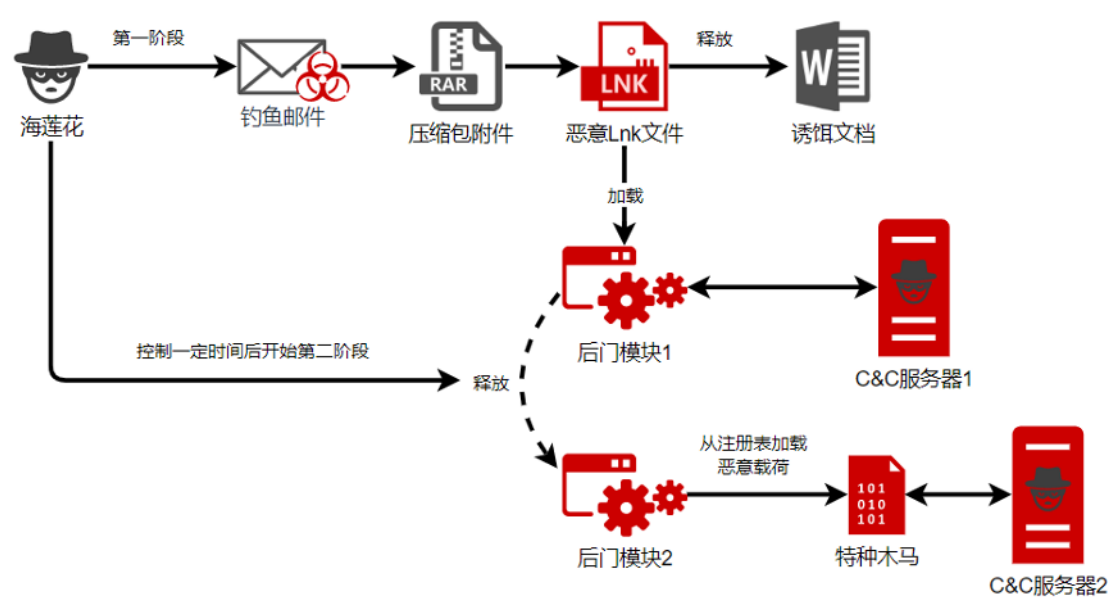 第一阶段
释放
RAR
LNK
W
海莲花
钓鱼邮件
压缩包附件
恶意Lnk文件
诱饵文档
加载
后门模块1
C&C服务器1
控制一定时间后开始第二阶段
释放
从注册表加载
恶意载荷
101
010
101
后门模块2
特种木马
C&C服务器2